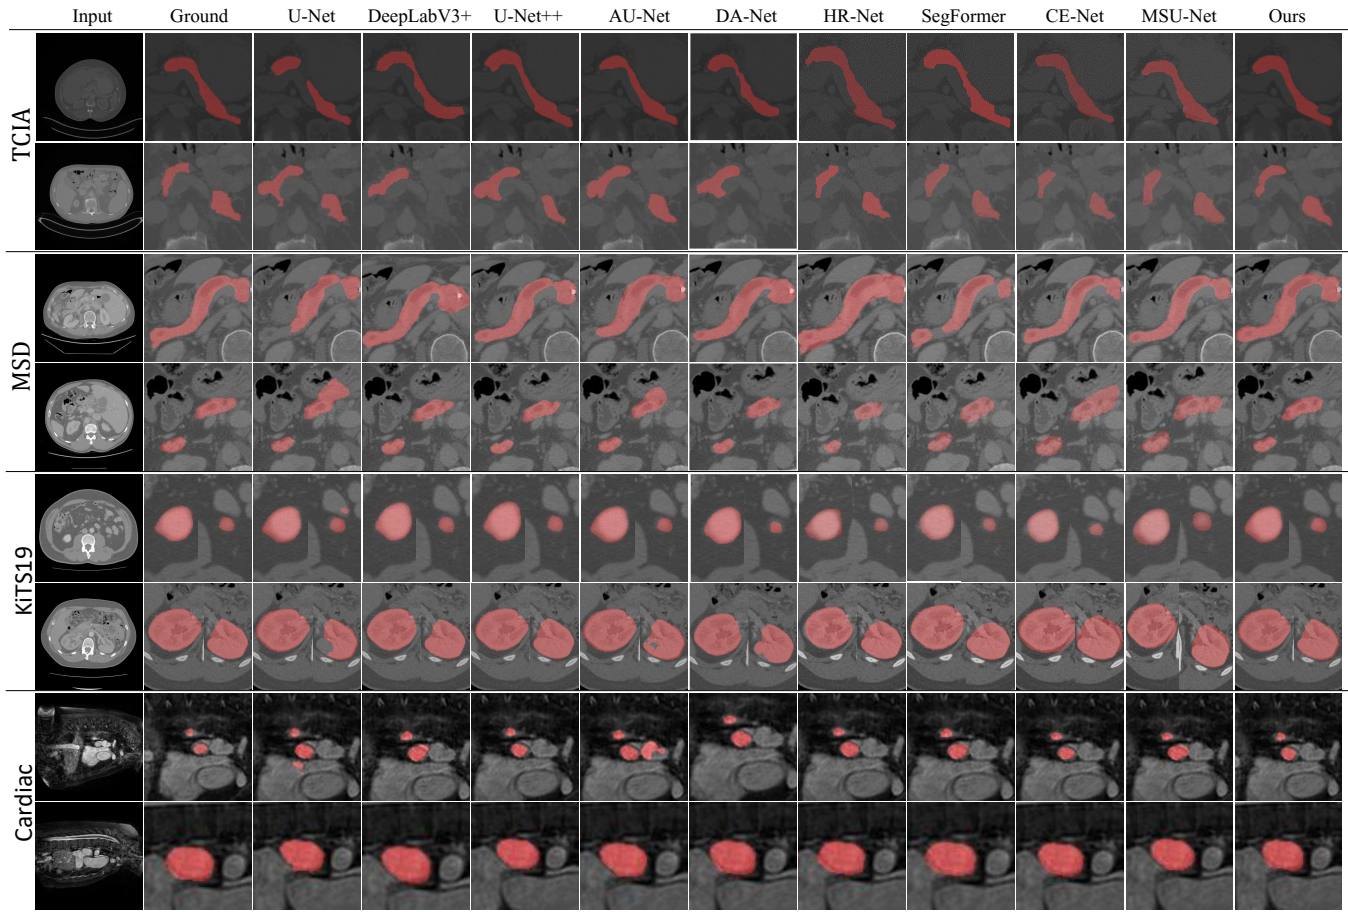 Input Ground U-Net DeepLabV3+ U-Net++ AU-Net DA-Net HR-Net SegFormer CE-Net MSU-Net Ours
TCIA
MSD
KiTS19
Cardiac